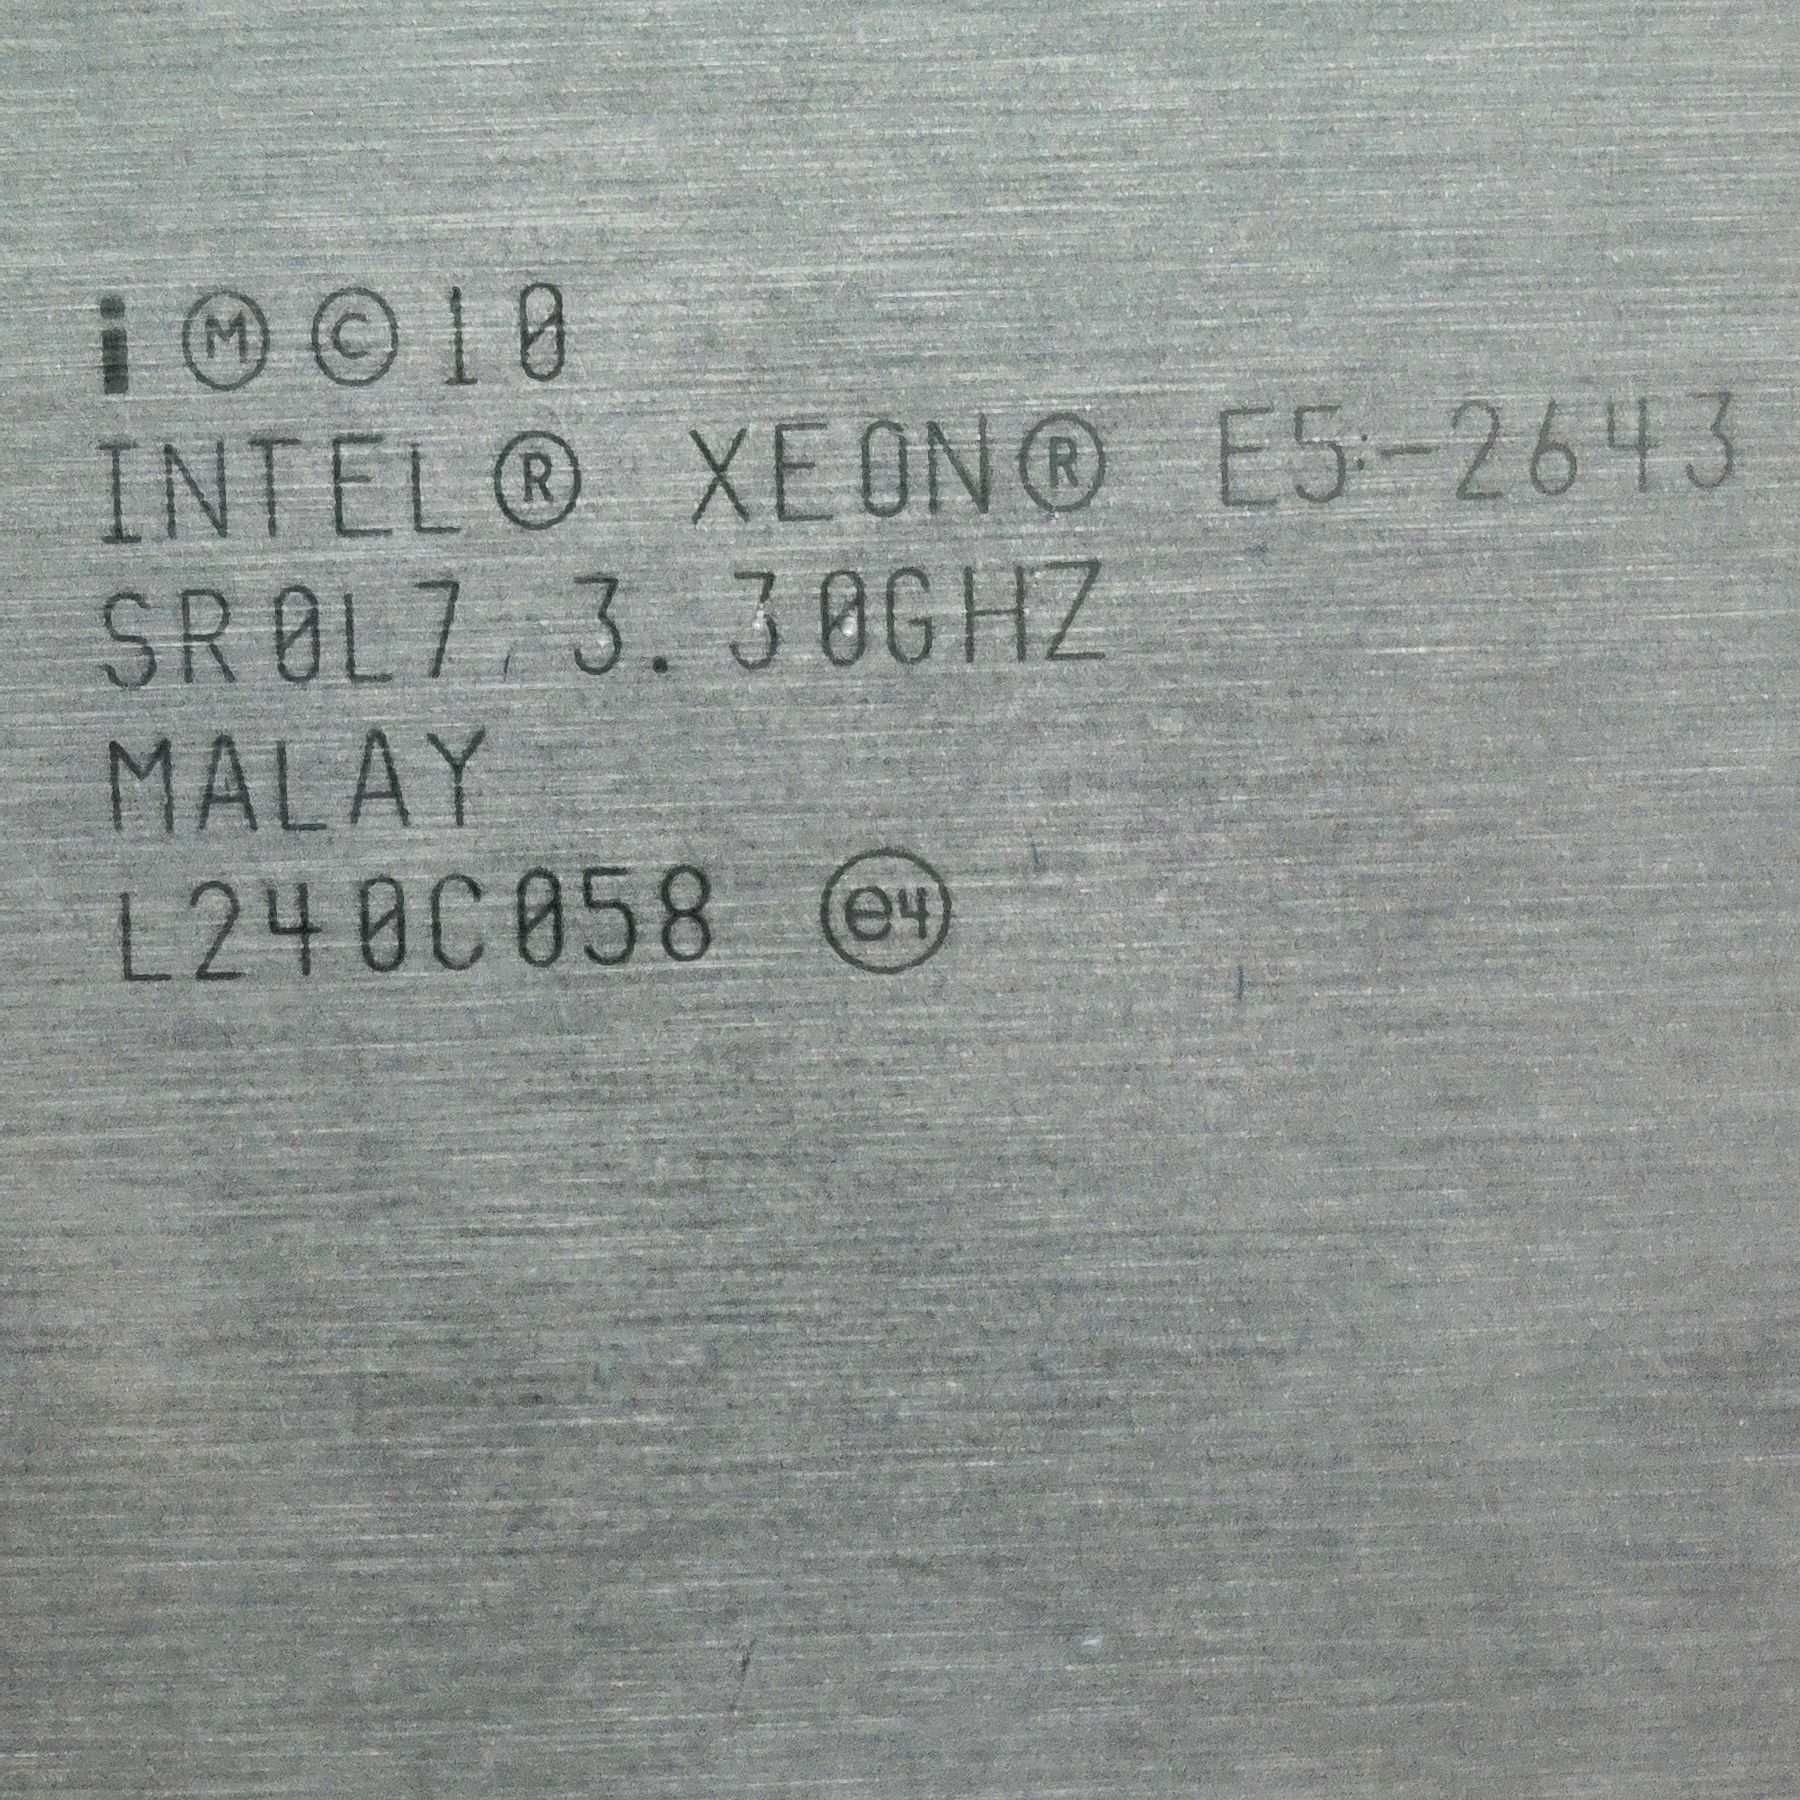 i Ⓜ © 10
INTEL® XEON® E5-2643
SR0L7 3.30GHZ
MALAY
L240C058 e4